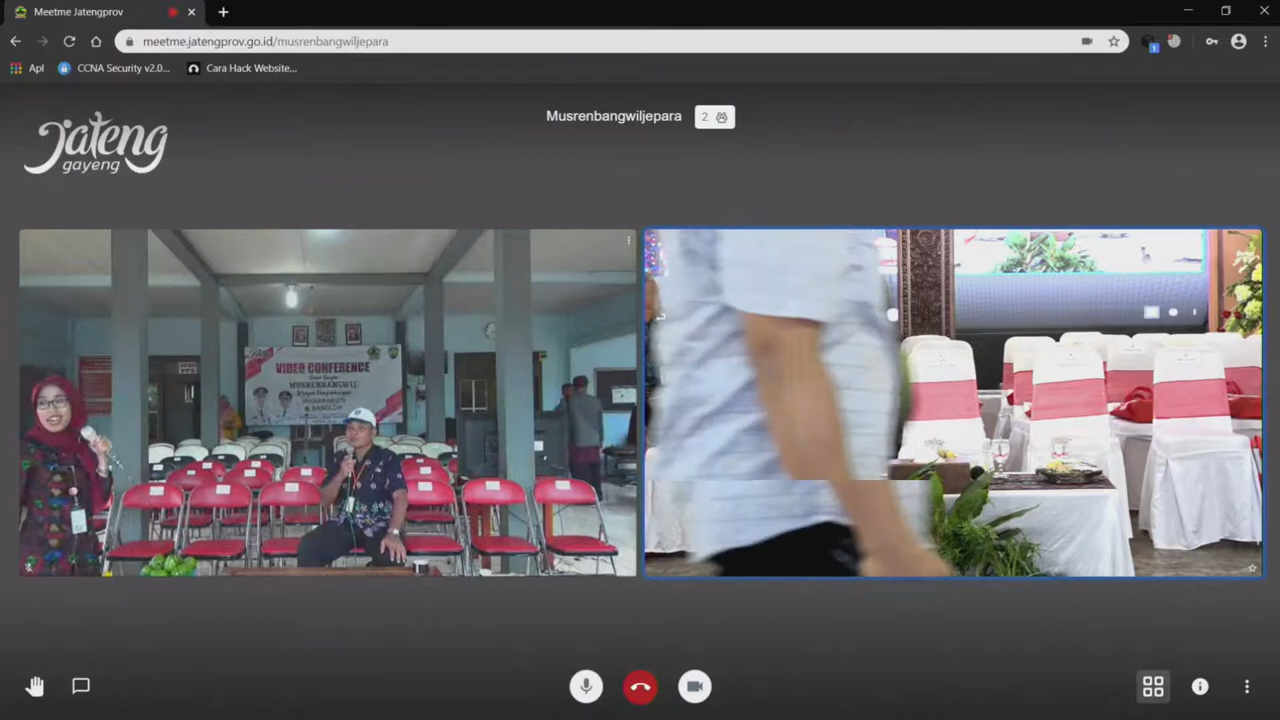 Meetme Jatengprov
meetme.jatengprov.go.id/musrenbangwiljepara
1
Apl
CCNA Security v2.0...
Cara Hack Website...
Jateng
gayeng
Musrenbangwiljepara
2
VIDEO CONFERENCE
MUSRENBANGWIL